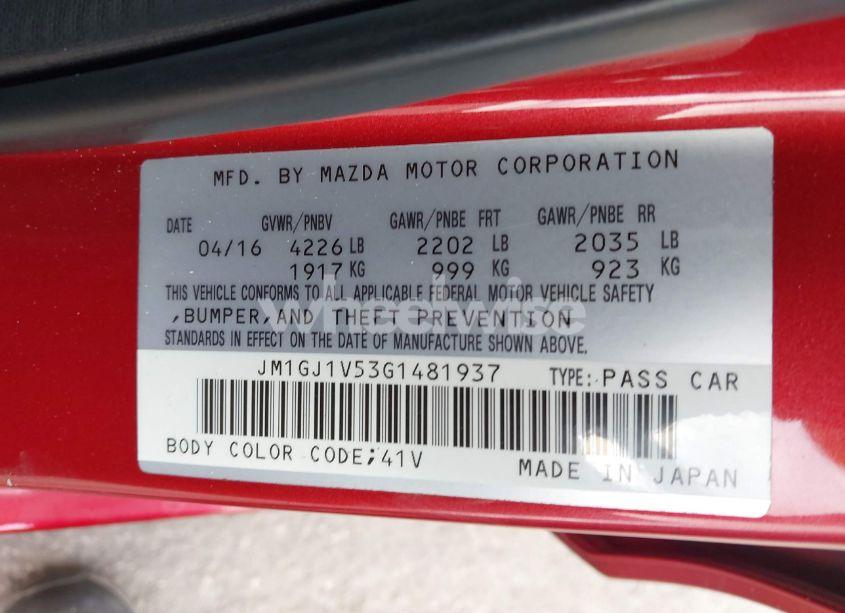 MFD. BY MAZDA MOTOR CORPORATION
DATE GVWR/PNBV GAWR/PNBE FRT GAWR/PNBE RR
04/16 4226 LB 2202 LB 2035 LB
1917 KG 999 KG 923 KG
THIS VEHICLE CONFORMS TO ALL APPLICABLE FEDERAL MOTOR VEHICLE SAFETY
,BUMPER,AND THEFT PREVENTION
STANDARDS IN EFFECT ON THE DATE OF MANUFACTURE SHOWN ABOVE.
JM1GJ1V53G1481937 TYPE: PASS CAR
BODY COLOR CODE;41V
MADE IN JAPAN
wheelwise